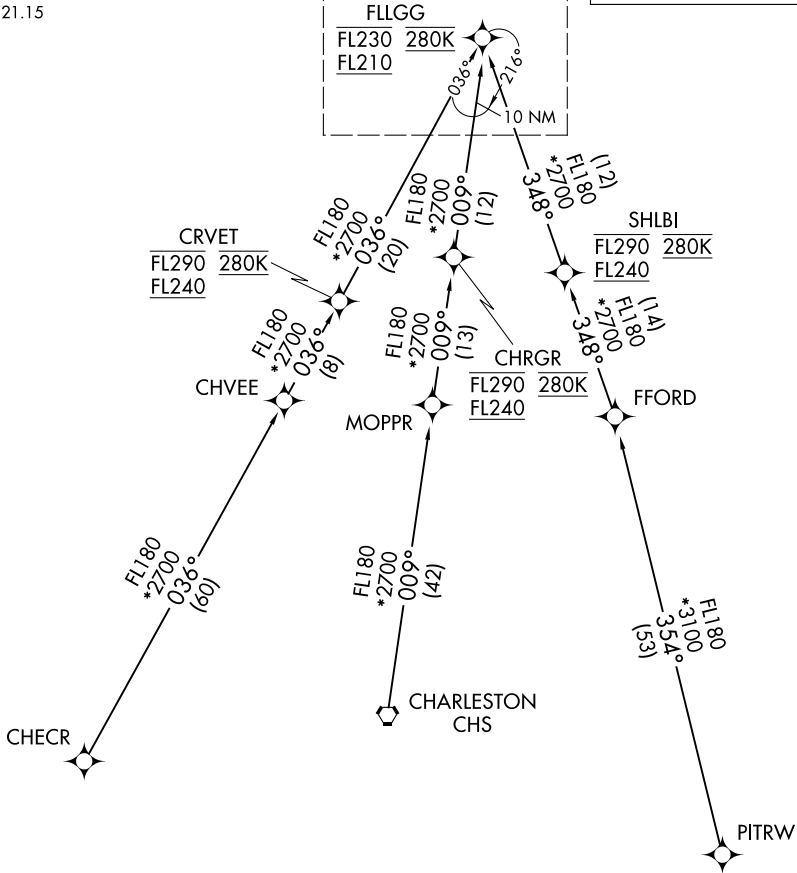 21.15
FLLGG
FL230 280K
FL210
036°
216°
10 NM
FL180
*2700
036°
(20)
FL180
*2700
009°
(12)
(12)
FL180
*2700
348°
CRVET
FL290 280K
FL240
SHLBI
FL290 280K
FL240
FL180
*2700
036°
(8)
FL180
*2700
009°
(13)
(14)
FL180
*2700
348°
CHRGR
FL290 280K
FL240
CHVEE
MOPPR
FFORD
FL180
*2700
036°
(60)
FL180
*2700
009°
(42)
FL180
*3100
354°
(53)
CHECR
CHARLESTON
CHS
PITRW